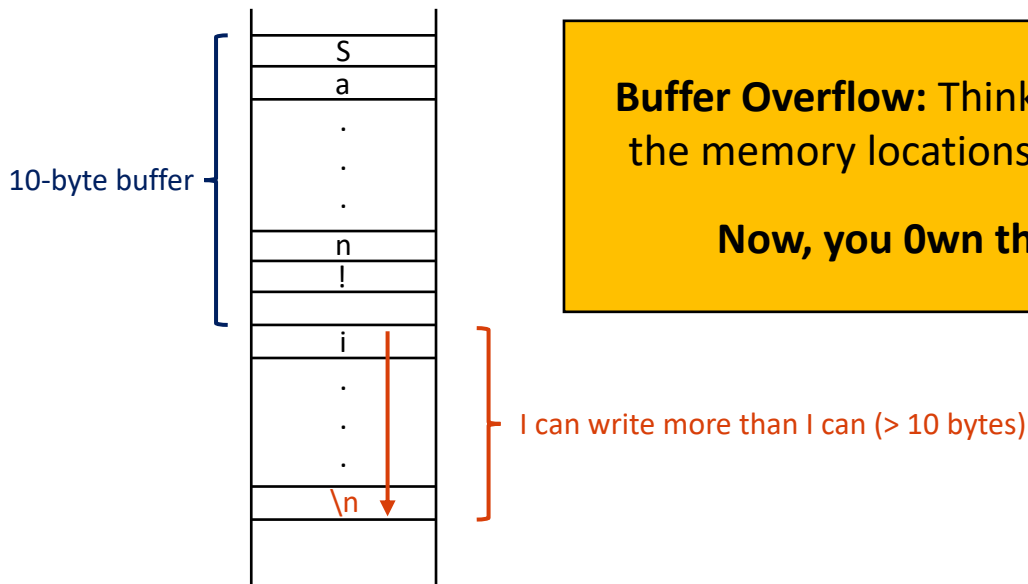 S
a
.
.
.
10-byte buffer
n
!
i
.
.
.
\n
I can write more than I can (> 10 bytes)
Buffer Overflow: Think
the memory locations
Now, you 0wn th